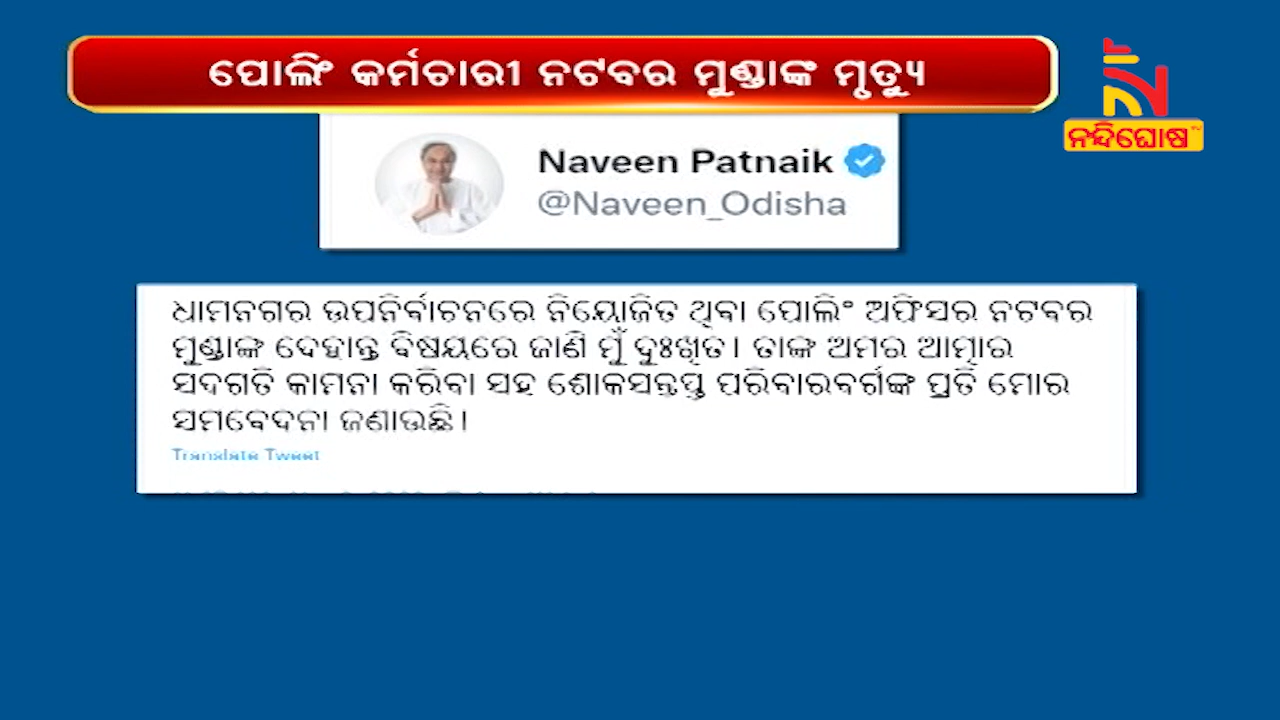 ପୋଲିଂ କର୍ମଚାରୀ ନଟବର ମୁଣ୍ଡାଙ୍କ ମୃତ୍ୟୁ
ନନ୍ଦିଘୋଷ
Naveen Patnaik
@Naveen_Odisha
ଧାମନଗର ଉପନିର୍ବାଚନରେ ନିୟୋଜିତ ଥିବା ପୋଲିଂ ଅଫିସର ନଟବର
ମୁଣ୍ଡାଙ୍କ ଦେହାନ୍ତ ବିଷୟରେ ଜାଣି ମୁଁ ଦୁଃଖିତ। ତାଙ୍କ ଅମର ଆତ୍ମାର
ସଦଗତି କାମନା କରିବା ସହ ଶୋକସନ୍ତପ୍ତ ପରିବାରବର୍ଗଙ୍କ ପ୍ରତି ମୋର
ସମବେଦନା ଜଣାଉଛି।
Translate Tweet